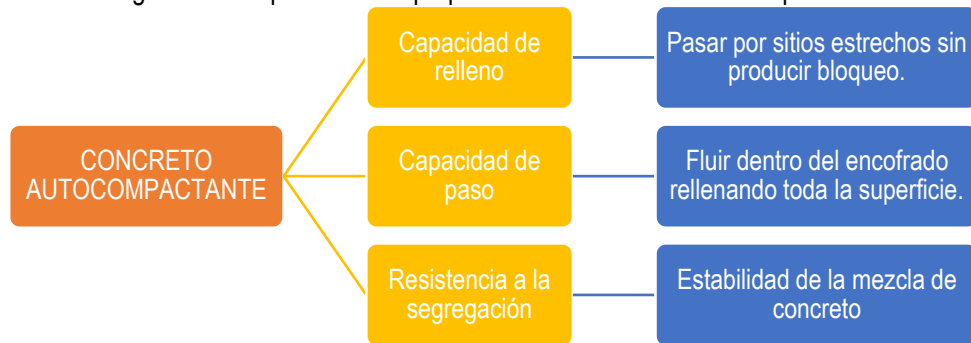 Capacidad de
relleno
Pasar por sitios estrechos sin
producir bloqueo.
CONCRETO
AUTOCOMPACTANTE
Capacidad de
paso
Fluir dentro del encofrado
rellenando toda la superficie.
Resistencia a la
segregación
Estabilidad de la mezcla de
concreto